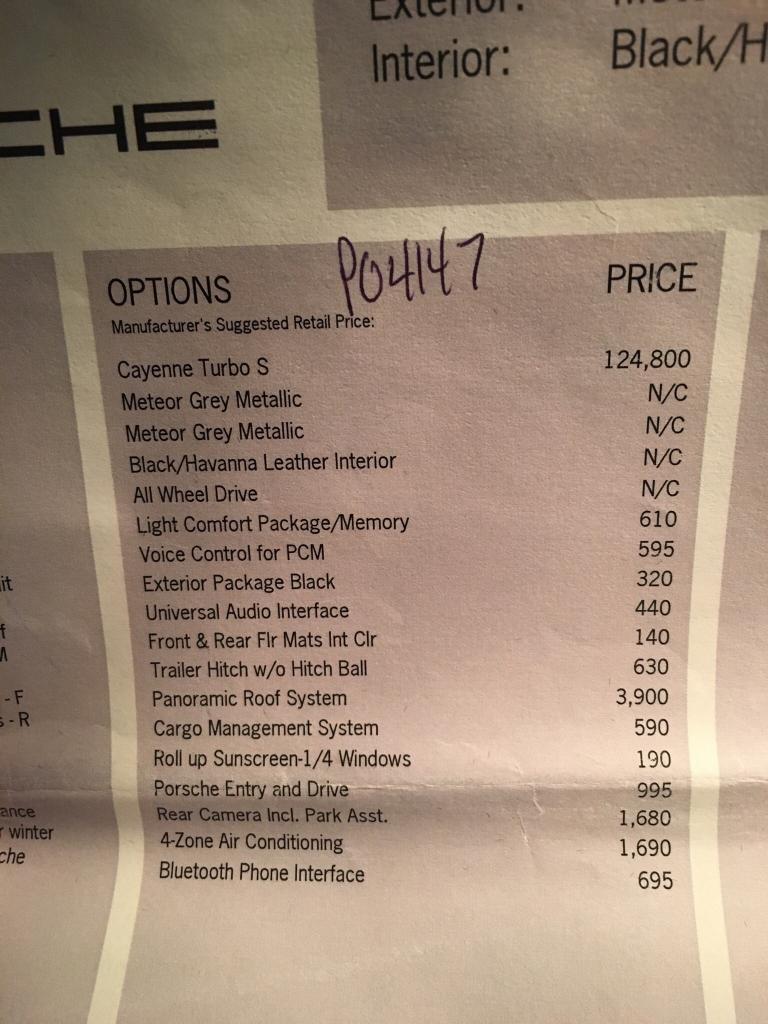 Exterior:
Interior: Black/H
CHE
PO4147
OPTIONS PRICE
Manufacturer's Suggested Retail Price:
Cayenne Turbo S 124,800
Meteor Grey Metallic N/C
Meteor Grey Metallic N/C
Black/Havanna Leather Interior N/C
All Wheel Drive N/C
Light Comfort Package/Memory 610
Voice Control for PCM 595
Exterior Package Black 320
it
Universal Audio Interface 440
f
Front & Rear Flr Mats Int Clr 140
Trailer Hitch w/o Hitch Ball 630
- F
Panoramic Roof System 3,900
s - R
Cargo Management System 590
Roll up Sunscreen-1/4 Windows 190
Porsche Entry and Drive 995
ance
Rear Camera Incl. Park Asst. 1,680
r winter
4-Zone Air Conditioning 1,690
che
Bluetooth Phone Interface 695